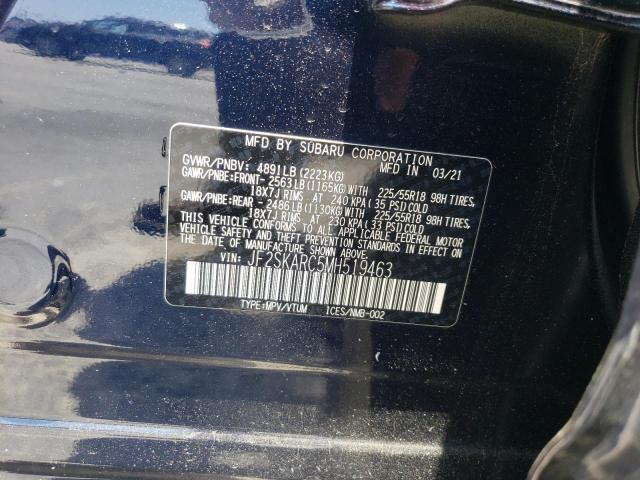 MFD BY SUBARU CORPORATION
GVWR/PNBV: 4891LB(2223KG) MFD IN 03/21
GAWR/PNBE:FRONT- 2563LB(1165KG)WITH 225/55R18 98H TIRES,
18X7J RIMS, AT 240 KPA(35 PSI)COLD
GAWR/PNBE:REAR - 2486LB(1130KG)WITH 225/55R18 98H TIRES,
18X7J RIMS, AT 230 KPA(33 PSI)COLD
THIS VEHICLE CONFORMS TO ALL APPLICABLE FEDERAL MOTOR
VEHICLE SAFETY AND THEFT PREVENTION STANDARDS IN EFFECT ON
THE DATE OF MANUFACTURE SHOWN ABOVE.
VIN: JF2SKARC5MH519463
TYPE:MPV/VTUM ICES/NMB-002